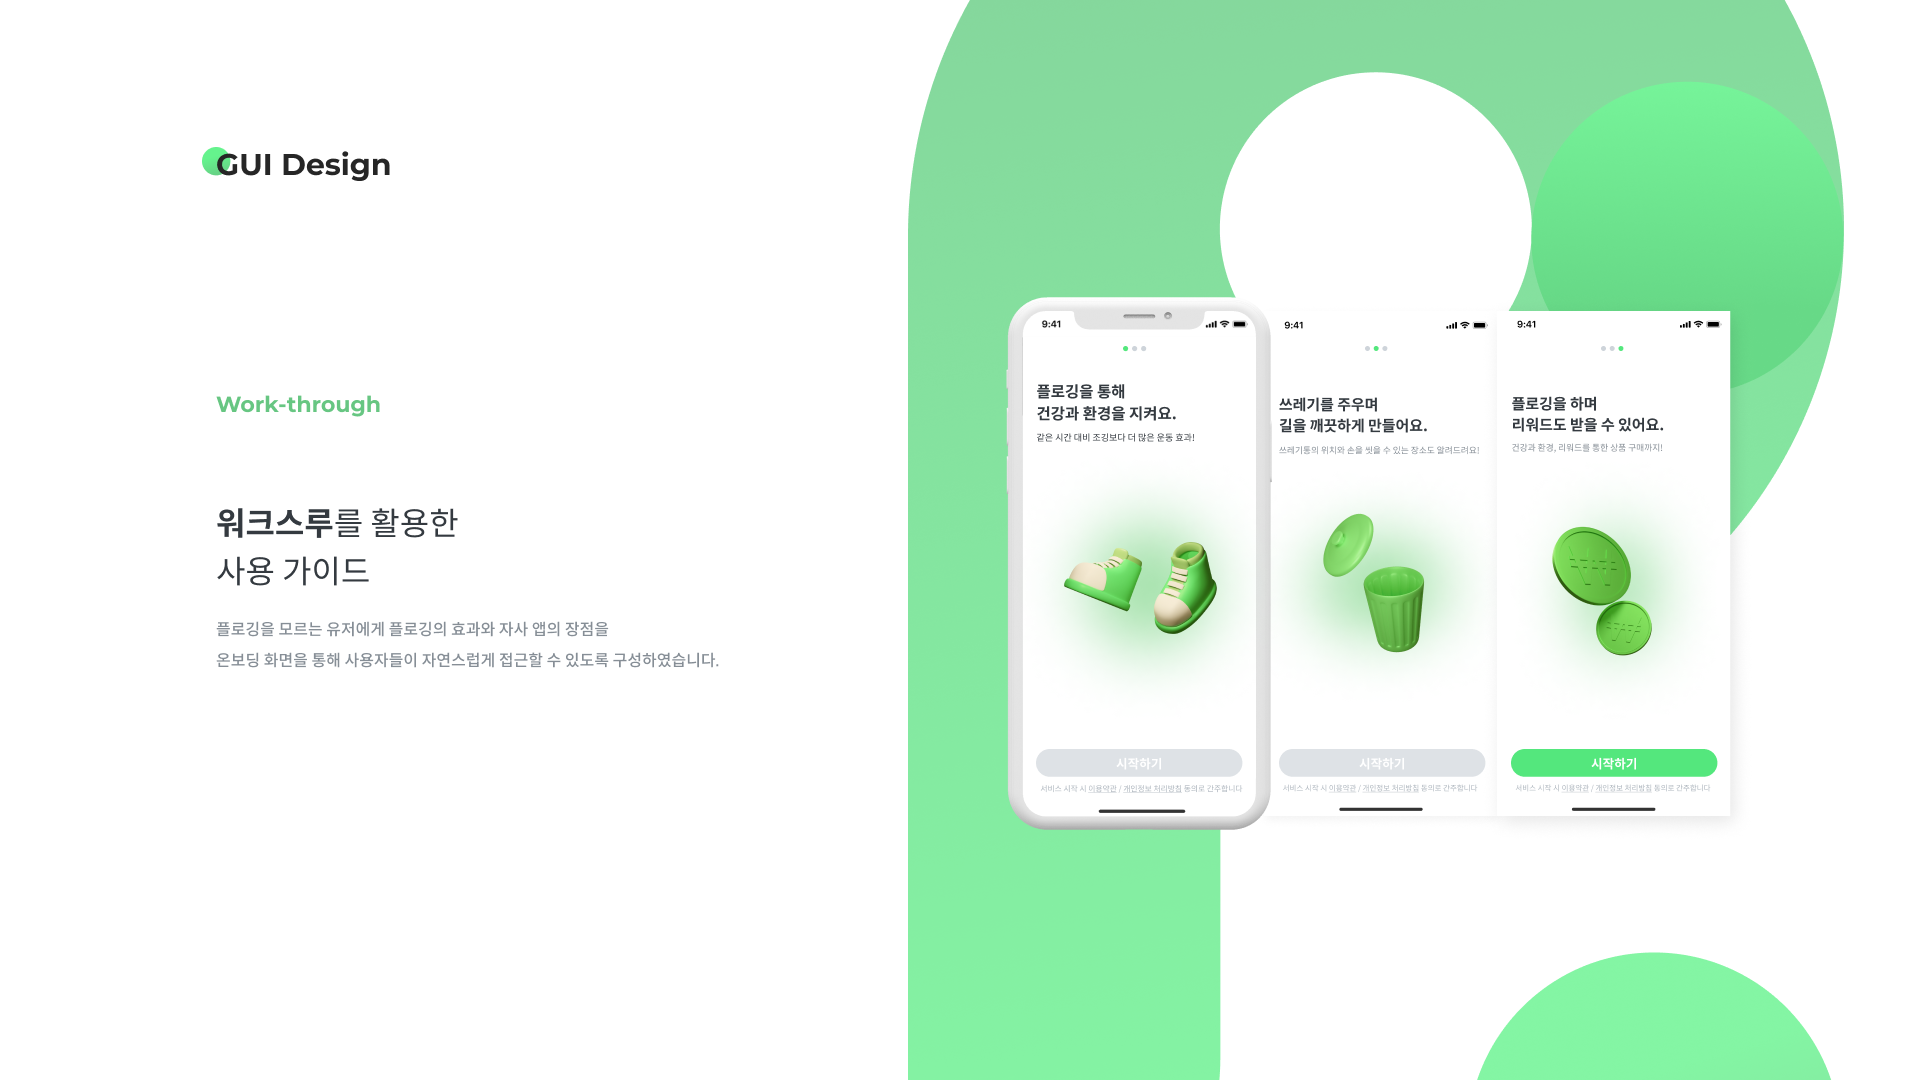 GUI Design
Work-through
워크스루를 활용한
사용 가이드
플로깅을 모르는 유저에게 플로깅의 효과와 자사 앱의 장점을
온보딩 화면을 통해 사용자들이 자연스럽게 접근할 수 있도록 구성하였습니다.
9:41
플로깅을 통해
건강과 환경을 지켜요.
같은 시간 대비 조깅보다 더 많은 운동 효과!
시작하기
서비스 시작 시 이용약관 / 개인정보 처리방침 동의로 간주합니다
9:41
쓰레기를 주우며
길을 깨끗하게 만들어요.
쓰레기통의 위치와 손을 씻을 수 있는 장소도 알려드려요!
시작하기
서비스 시작 시 이용약관 / 개인정보 처리방침 동의로 간주합니다
9:41
플로깅을 하며
리워드도 받을 수 있어요.
건강과 환경, 리워드를 통한 상품 구매까지!
시작하기
서비스 시작 시 이용약관 / 개인정보 처리방침 동의로 간주합니다